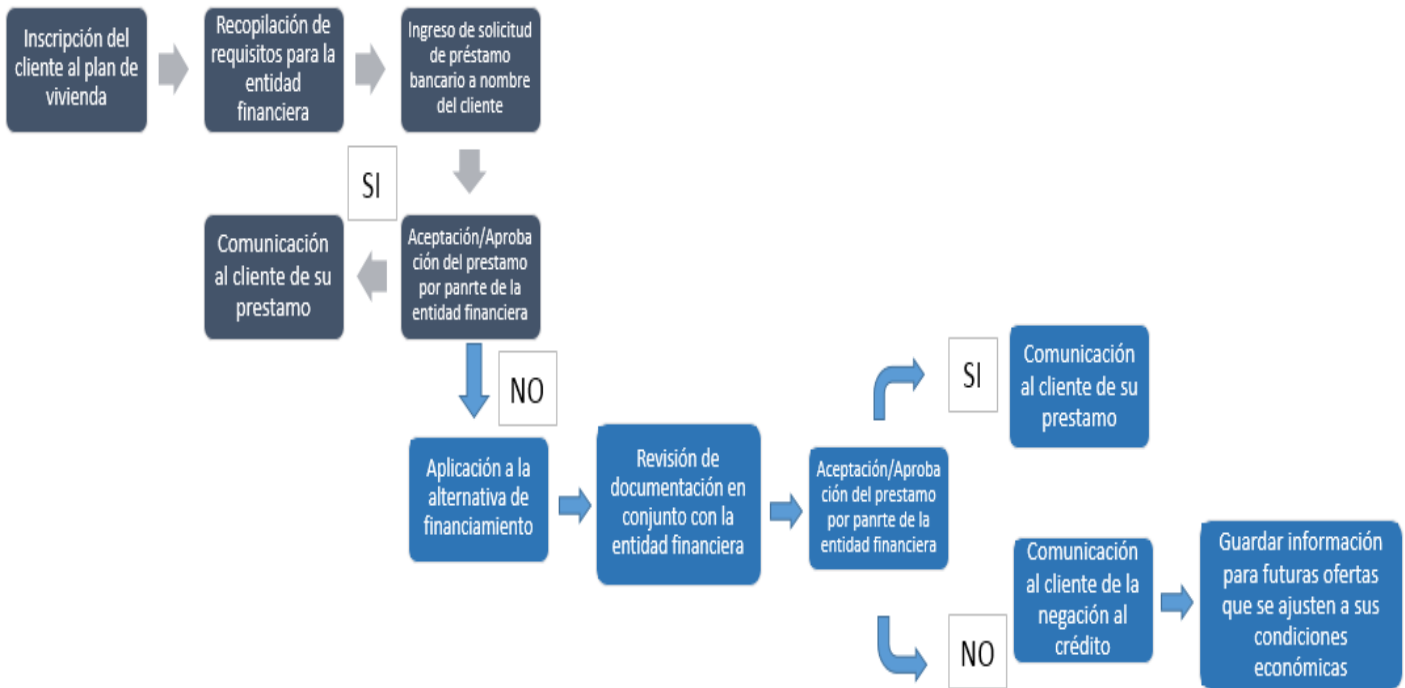 Inscripción del
cliente al plan de
vivienda
Recopilación de
requisitos para la
entidad
financiera
Ingreso de solicitud
de préstamo
bancario a nombre
del cliente
SI
Comunicación
al cliente de su
prestamo
Aceptación/Aproba
ción del prestamo
por panrte de la
entidad financiera
NO
Aplicación a la
alternativa de
financiamiento
Revisión de
documentación en
conjunto con la
entidad financiera
Aceptación/Aproba
ción del prestamo
por panrte de la
entidad financiera
SI
Comunicación
al cliente de su
prestamo
NO
Comunicación
al cliente de la
negación al
crédito
Guardar información
para futuras ofertas
que se ajusten a sus
condiciones
económicas